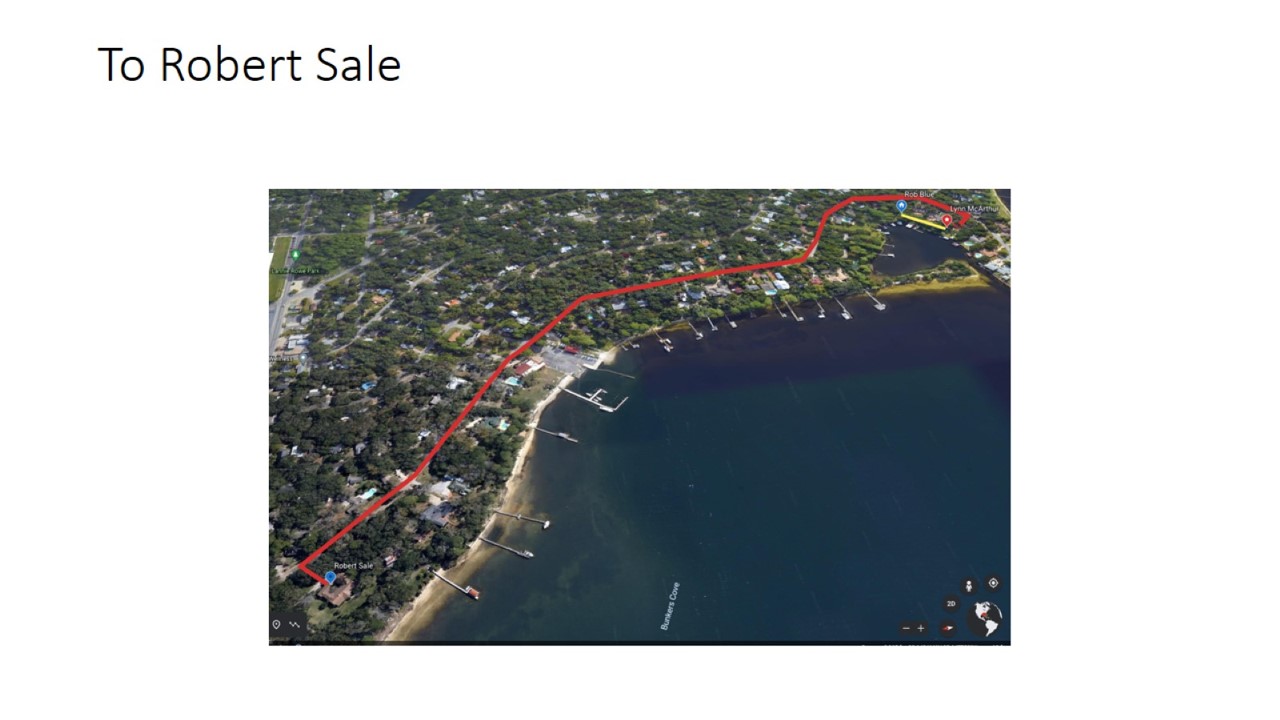 To Robert Sale
Rob Blue
Lynn McArthur
Robert Sale
Bunkers Cove
2D